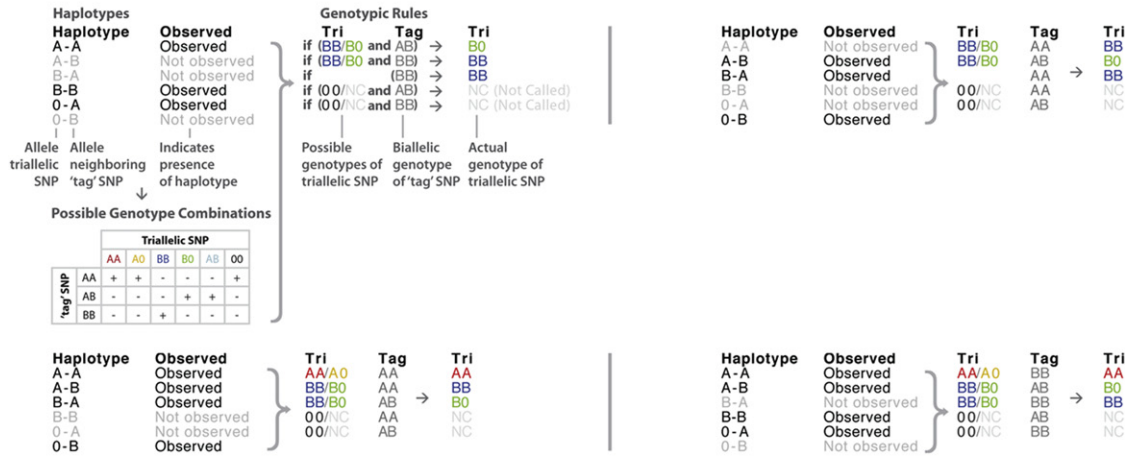 Haplotypes
Haplotype Observed
A-A Observed
A-B Not observed
B-A Not observed
B-B Observed
0-A Observed
0-B Not observed
Allele triallelic SNP
Allele neighboring 'tag' SNP
Indicates presence of haplotype
Possible Genotype Combinations
Triallelic SNP
AA A0 BB B0 AB 00
'tag' SNP
AA + + - - - +
AB - - - + + -
BB - - + - - -
Genotypic Rules
Tri Tag Tri
if (BB/B0 and AB) → B0
if (BB/B0 and BB) → BB
if (BB) → BB
if (00/NC and AB) → NC (Not Called)
if (00/NC and BB) → NC (Not Called)
Possible genotypes of triallelic SNP
Biallelic genotype of 'tag' SNP
Actual genotype of triallelic SNP
Haplotype Observed Tri Tag Tri
A-A Not observed BB/B0 AA BB
A-B Observed BB/B0 AB B0
B-A Observed AA → BB
B-B Not observed 00/NC AA NC
0-A Not observed 00/NC AB NC
0-B Observed
Haplotype Observed Tri Tag Tri
A-A Observed AA/A0 AA AA
A-B Observed BB/B0 AA BB
B-A Observed BB/B0 AB → B0
B-B Not observed 00/NC AA NC
0-A Not observed 00/NC AB NC
0-B Observed
Haplotype Observed Tri Tag Tri
A-A Observed AA/A0 BB AA
A-B Observed BB/B0 AB B0
B-A Not observed BB/B0 BB → BB
B-B Observed 00/NC AB NC
0-A Observed 00/NC BB NC
0-B Not observed